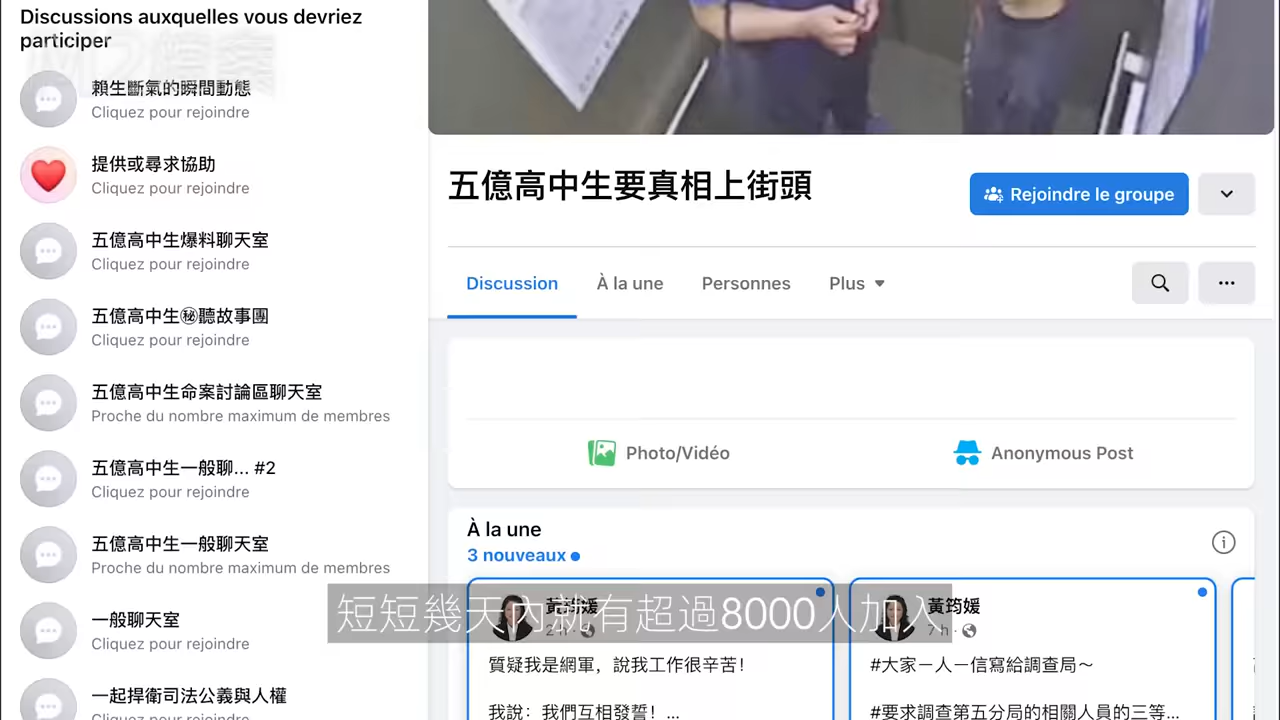 Discussions auxquelles vous devriez
participer
賴生斷氣的瞬間動態
Cliquez pour rejoindre
提供或尋求協助
Cliquez pour rejoindre
五億高中生爆料聊天室
Cliquez pour rejoindre
五億高中生㊙聽故事團
Cliquez pour rejoindre
五億高中生命案討論區聊天室
Proche du nombre maximum de membres
五億高中生一般聊... #2
Cliquez pour rejoindre
五億高中生一般聊天室
Proche du nombre maximum de membres
一般聊天室
Cliquez pour rejoindre
一起捍衛司法公義與人權
Cliquez pour rejoindre
五億高中生要真相上街頭
Rejoindre le groupe
Discussion À la une Personnes Plus
Photo/Vidéo
Anonymous Post
À la une
3 nouveaux
黃筠媛
2 h
質疑我是網軍，說我工作很辛苦！
我說：我們互相發誓！...
黃筠媛
7 h
#大家一人一信寫給調查局～
#要求調查第五分局的相關人員的三等...
短短幾天內就有超過8000人加入